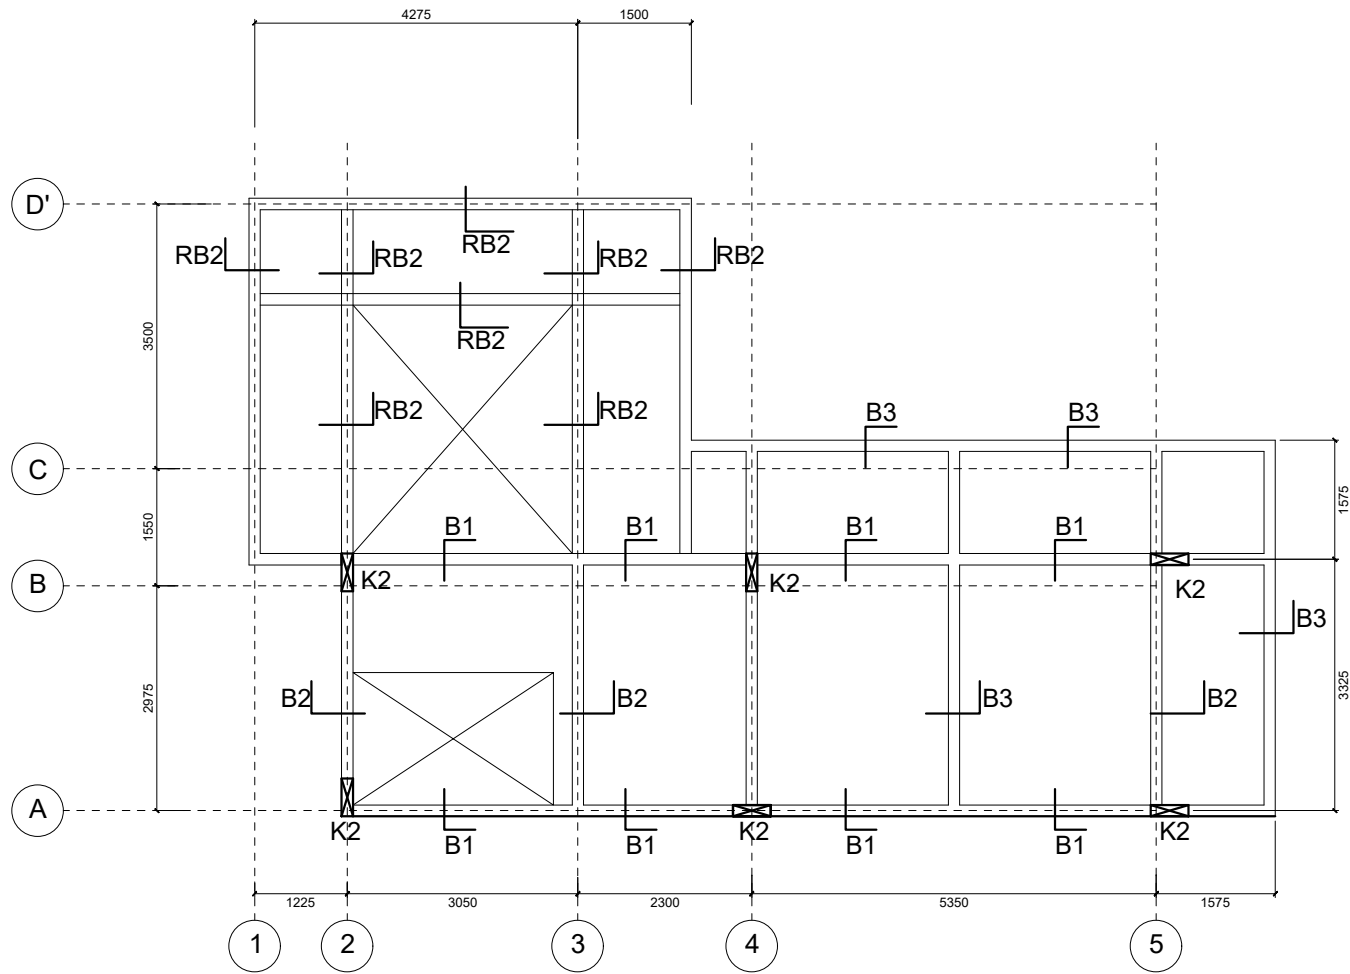 4275 1500
D'
RB2 RB2 RB2 RB2 RB2
3500
RB2
RB2 RB2
B3 B3
C
1550
1575
B1 B1 B1 B1
B
K2 K2 K2
B3
2975
3325
B2 B2 B3 B2
A
K2 B1 B1 K2 B1 B1 K2
1225 3050 2300 5350 1575
1 2 3 4 5